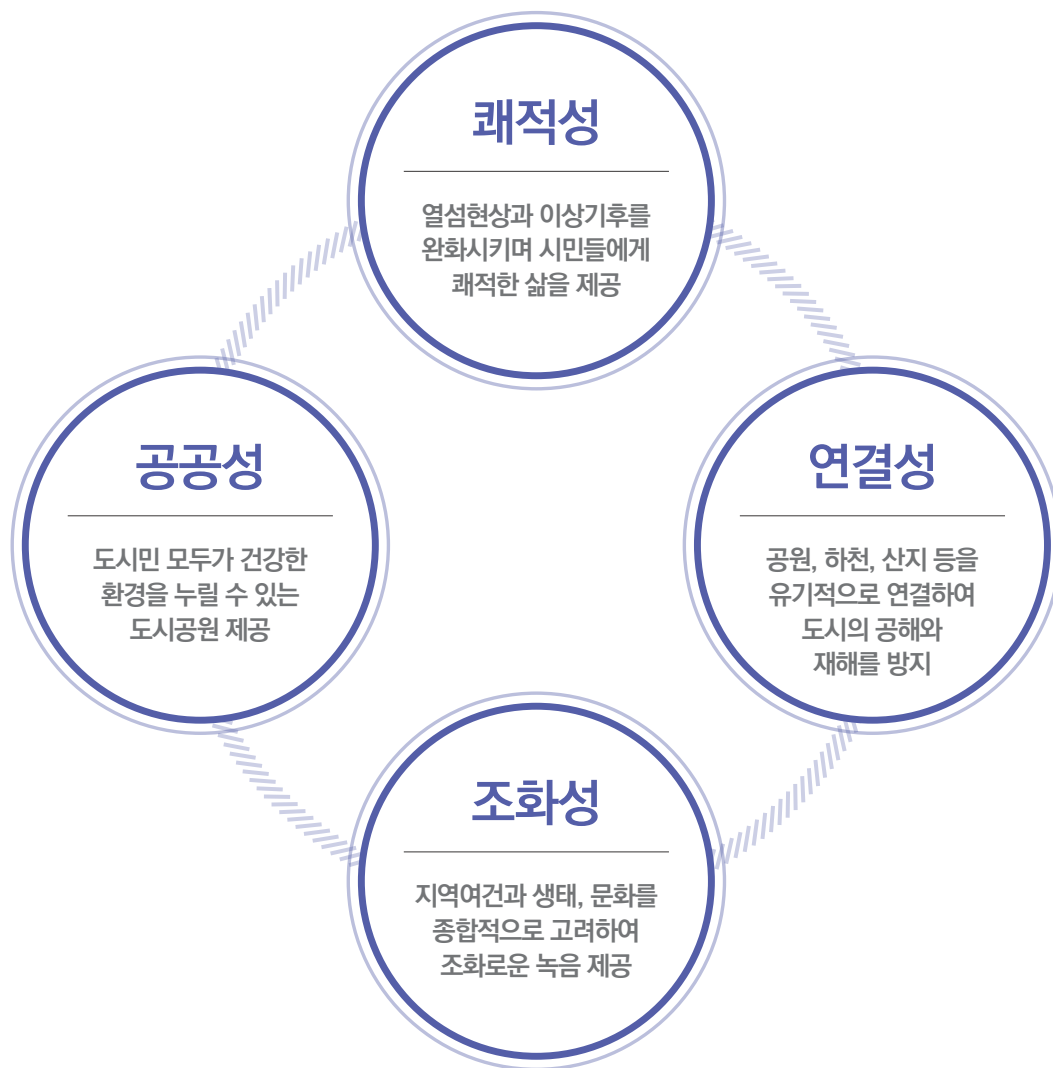 쾌적성
열섬현상과 이상기후를
완화시키며 시민들에게
쾌적한 삶을 제공
공공성
도시민 모두가 건강한
환경을 누릴 수 있는
도시공원 제공
연결성
공원, 하천, 산지 등을
유기적으로 연결하여
도시의 공해와
재해를 방지
조화성
지역여건과 생태, 문화를
종합적으로 고려하여
조화로운 녹음 제공